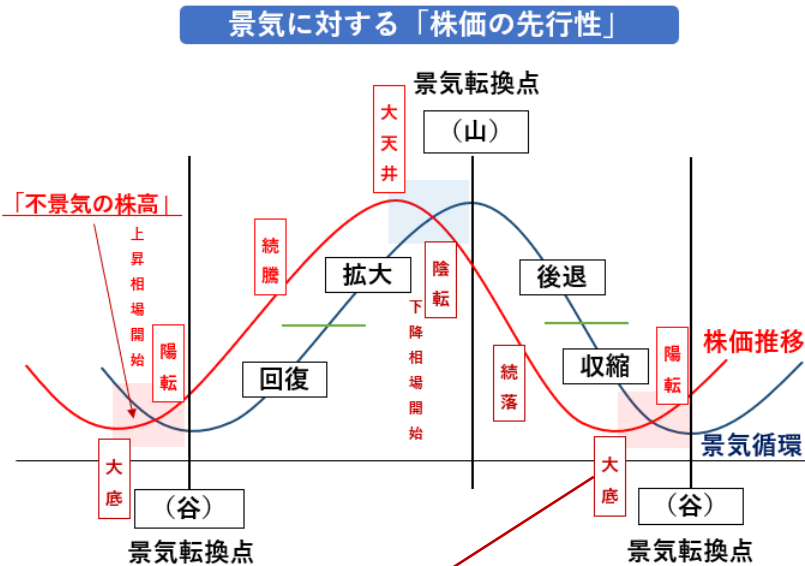 景気に対する「株価の先行性」
景気転換点
（山）
大天井
「不景気の株高」
上昇相場開始
続騰
拡大
陰転
後退
下降相場開始
陽転
回復
続落
収縮
陽転
株価推移
景気循環
大底
（谷）
景気転換点
大底
（谷）
景気転換点